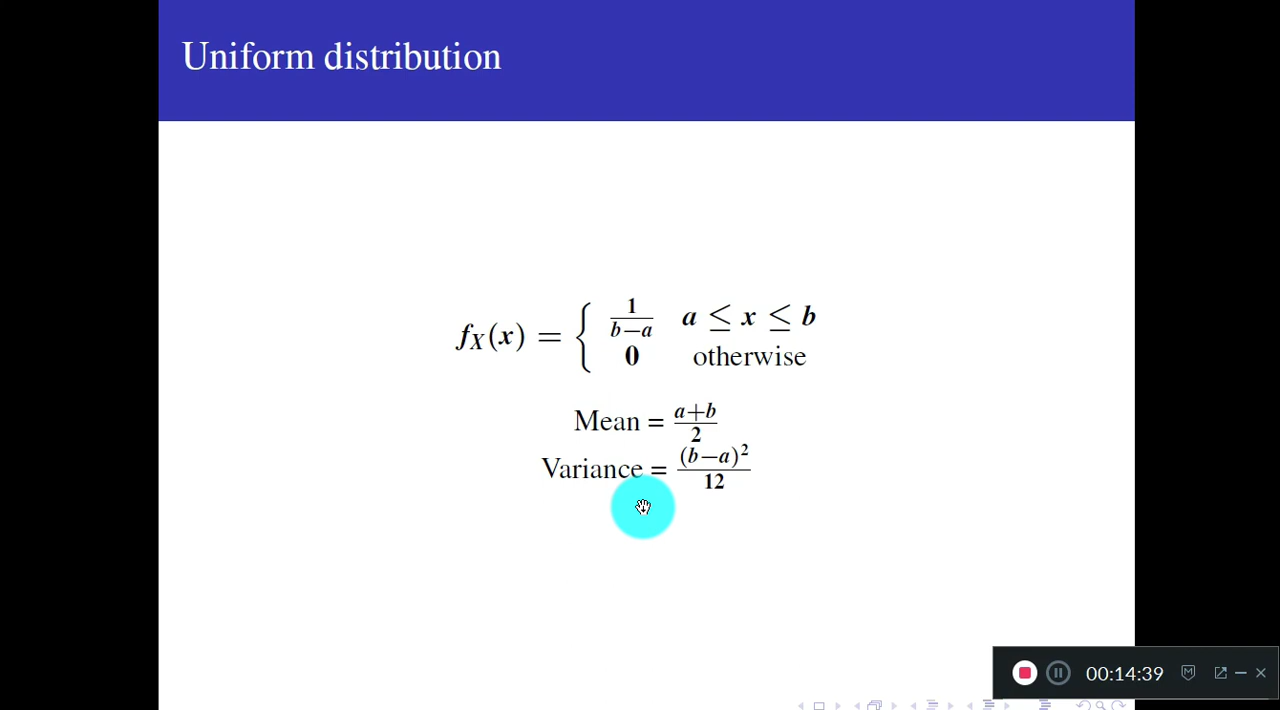 Uniform distribution
f_X(x) = { 1/(b−a) a ≤ x ≤ b
0 otherwise
Mean = (a+b)/2
Variance = (b−a)²/12
00:14:39